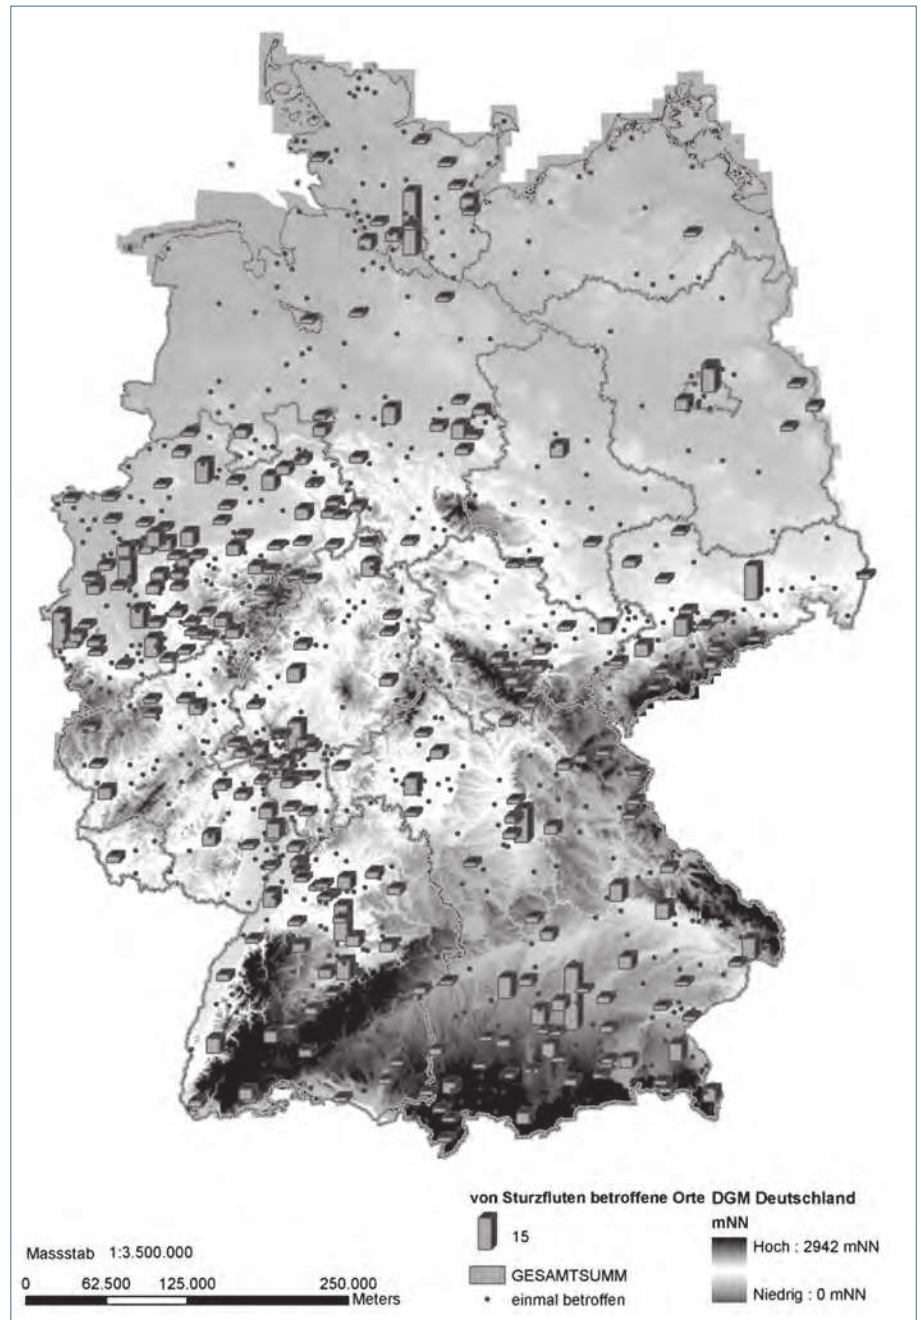 von Sturzfluten betroffene Orte
15
GESAMTSUMM
einmal betroffen
DGM Deutschland
mNN
Hoch : 2942 mNN
Niedrig : 0 mNN
Massstab 1:3.500.000
0 62.500 125.000 250.000
Meters